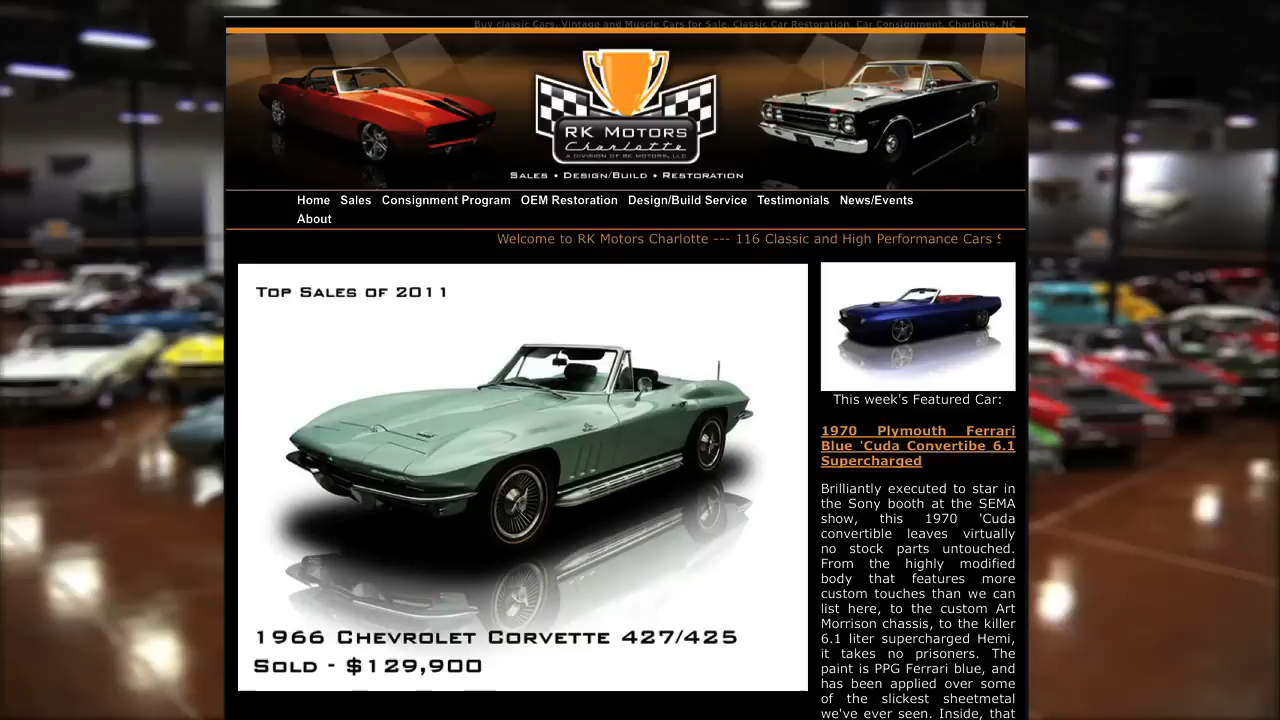 Buy classic Cars, Vintage and Muscle Cars for Sale, Classic Car Restoration, Car Consignment, Charlotte, NC
RK Motors
Charlotte
A Division of RK Motors, LLC
Sales • Design/Build • Restoration
Home Sales Consignment Program OEM Restoration Design/Build Service Testimonials News/Events
About
Welcome to RK Motors Charlotte --- 116 Classic and High Performance Cars S
Top Sales of 2011
1966 Chevrolet Corvette 427/425
Sold - $129,900
This week's Featured Car:
1970 Plymouth Ferrari
Blue 'Cuda Convertibe 6.1
Supercharged
Brilliantly executed to star in
the Sony booth at the SEMA
show, this 1970 'Cuda
convertible leaves virtually
no stock parts untouched.
From the highly modified
body that features more
custom touches than we can
list here, to the custom Art
Morrison chassis, to the killer
6.1 liter supercharged Hemi,
it takes no prisoners. The
paint is PPG Ferrari blue, and
has been applied over some
of the slickest sheetmetal
we've ever seen. Inside, that